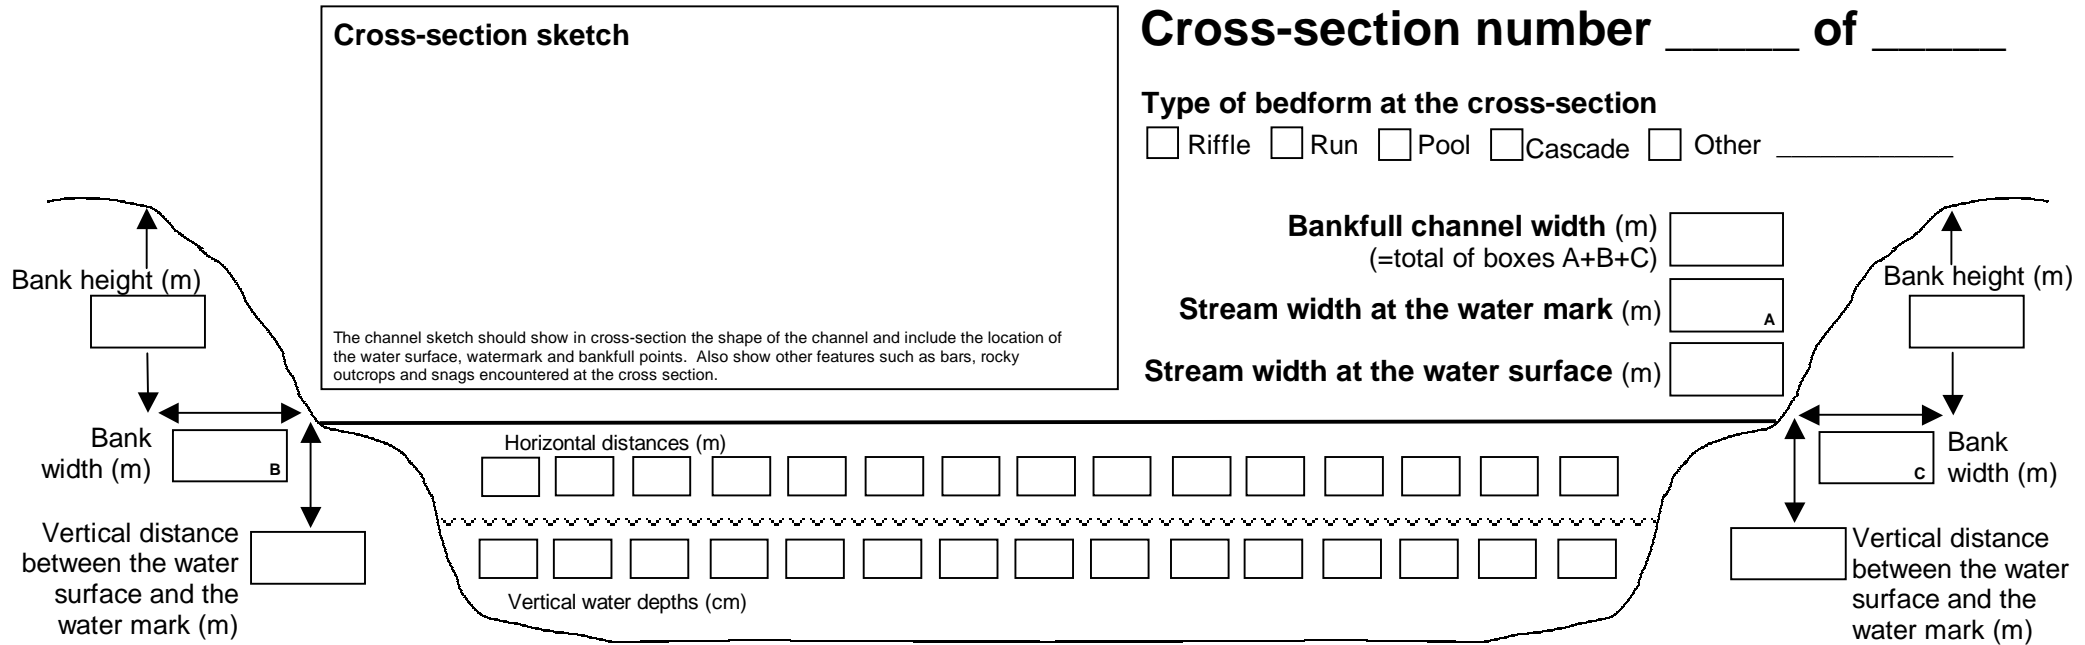 Cross-section sketch
The channel sketch should show in cross-section the shape of the channel and include the location of
the water surface, watermark and bankfull points.  Also show other features such as bars, rocky
outcrops and snags encountered at the cross section.
Cross-section number _____ of _____
Type of bedform at the cross-section
Riffle Run Pool Cascade Other ____________
Bankfull channel width (m)
(=total of boxes A+B+C)
Stream width at the water mark (m)
A
Stream width at the water surface (m)
Bank height (m)
Bank
width (m)
B
Vertical distance
between the water
surface and the
water mark (m)
Horizontal distances (m)
Vertical water depths (cm)
Bank height (m)
C
Bank
width (m)
Vertical distance
between the water
surface and the
water mark (m)